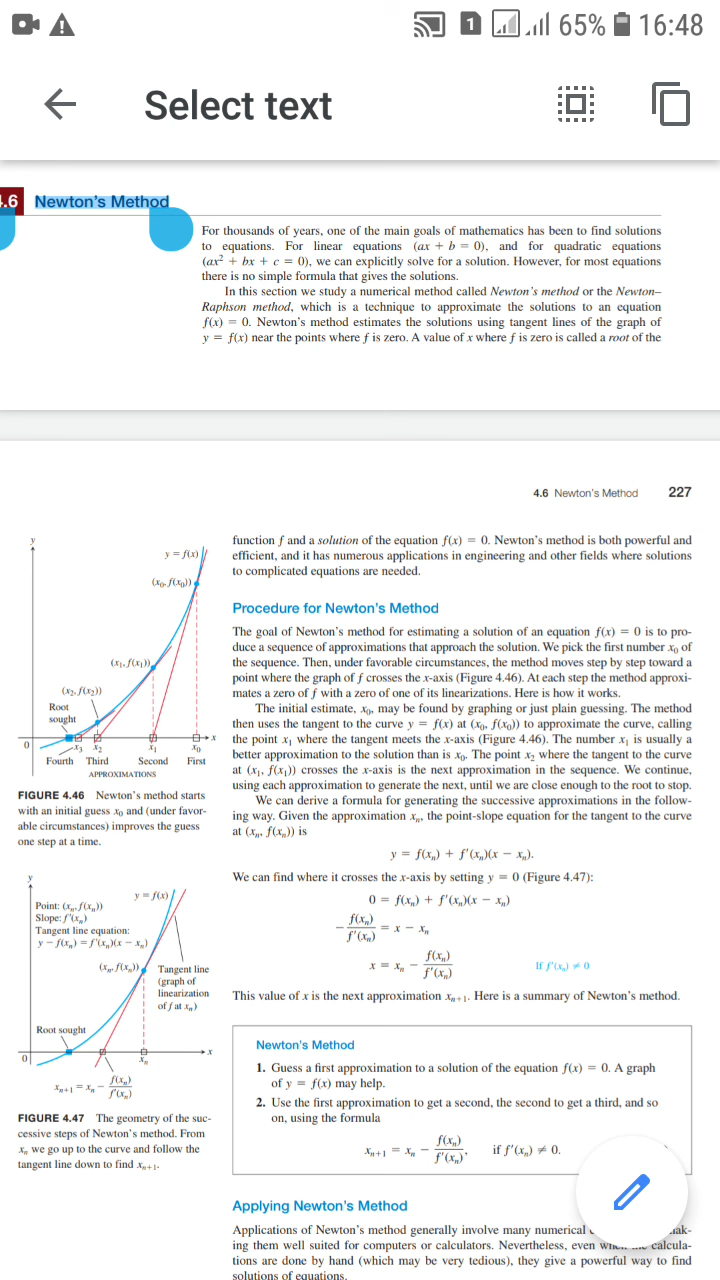 1 65% 16:48
Select text
.6 Newton's Method
For thousands of years, one of the main goals of mathematics has been to find solutions
to equations. For linear equations (ax + b = 0), and for quadratic equations
(ax² + bx + c = 0), we can explicitly solve for a solution. However, for most equations
there is no simple formula that gives the solutions.
In this section we study a numerical method called Newton's method or the Newton–
Raphson method, which is a technique to approximate the solutions to an equation
f(x) = 0. Newton's method estimates the solutions using tangent lines of the graph of
y = f(x) near the points where f is zero. A value of x where f is zero is called a root of the
4.6 Newton's Method 227
y
y = f(x)
(x₀, f(x₀))
(x₁, f(x₁))
(x₂, f(x₂))
Root
sought
0 x₃ x₂ x₁ x₀ x
Fourth Third Second First
APPROXIMATIONS
FIGURE 4.46 Newton's method starts
with an initial guess x₀ and (under favor-
able circumstances) improves the guess
one step at a time.
y
y = f(x)
Point: (xₙ, f(xₙ))
Slope: f′(xₙ)
Tangent line equation:
y − f(xₙ) = f′(xₙ)(x − xₙ)
(xₙ, f(xₙ))
Tangent line
(graph of
linearization
of f at xₙ)
Root sought
0 xₙ x
xₙ₊₁ = xₙ − f(xₙ)/f′(xₙ)
FIGURE 4.47 The geometry of the suc-
cessive steps of Newton's method. From
xₙ we go up to the curve and follow the
tangent line down to find xₙ₊₁.
function f and a solution of the equation f(x) = 0. Newton's method is both powerful and
efficient, and it has numerous applications in engineering and other fields where solutions
to complicated equations are needed.
Procedure for Newton's Method
The goal of Newton's method for estimating a solution of an equation f(x) = 0 is to pro-
duce a sequence of approximations that approach the solution. We pick the first number x₀ of
the sequence. Then, under favorable circumstances, the method moves step by step toward a
point where the graph of f crosses the x-axis (Figure 4.46). At each step the method approxi-
mates a zero of f with a zero of one of its linearizations. Here is how it works.
The initial estimate, x₀, may be found by graphing or just plain guessing. The method
then uses the tangent to the curve y = f(x) at (x₀, f(x₀)) to approximate the curve, calling
the point x₁ where the tangent meets the x-axis (Figure 4.46). The number x₁ is usually a
better approximation to the solution than is x₀. The point x₂ where the tangent to the curve
at (x₁, f(x₁)) crosses the x-axis is the next approximation in the sequence. We continue,
using each approximation to generate the next, until we are close enough to the root to stop.
We can derive a formula for generating the successive approximations in the follow-
ing way. Given the approximation xₙ, the point-slope equation for the tangent to the curve
at (xₙ, f(xₙ)) is
y = f(xₙ) + f′(xₙ)(x − xₙ).
We can find where it crosses the x-axis by setting y = 0 (Figure 4.47):
0 = f(xₙ) + f′(xₙ)(x − xₙ)
−f(xₙ)/f′(xₙ) = x − xₙ
x = xₙ − f(xₙ)/f′(xₙ) If f′(xₙ) ≠ 0
This value of x is the next approximation xₙ₊₁. Here is a summary of Newton's method.
Newton's Method
1. Guess a first approximation to a solution of the equation f(x) = 0. A graph
of y = f(x) may help.
2. Use the first approximation to get a second, the second to get a third, and so
on, using the formula
xₙ₊₁ = xₙ − f(xₙ)/f′(xₙ), if f′(xₙ) ≠ 0.
Applying Newton's Method
Applications of Newton's method generally involve many numerical
ing them well suited for computers or calculators. Nevertheless, even calcula-
tions are done by hand (which may be very tedious), they give a powerful way to find
solutions of equations.